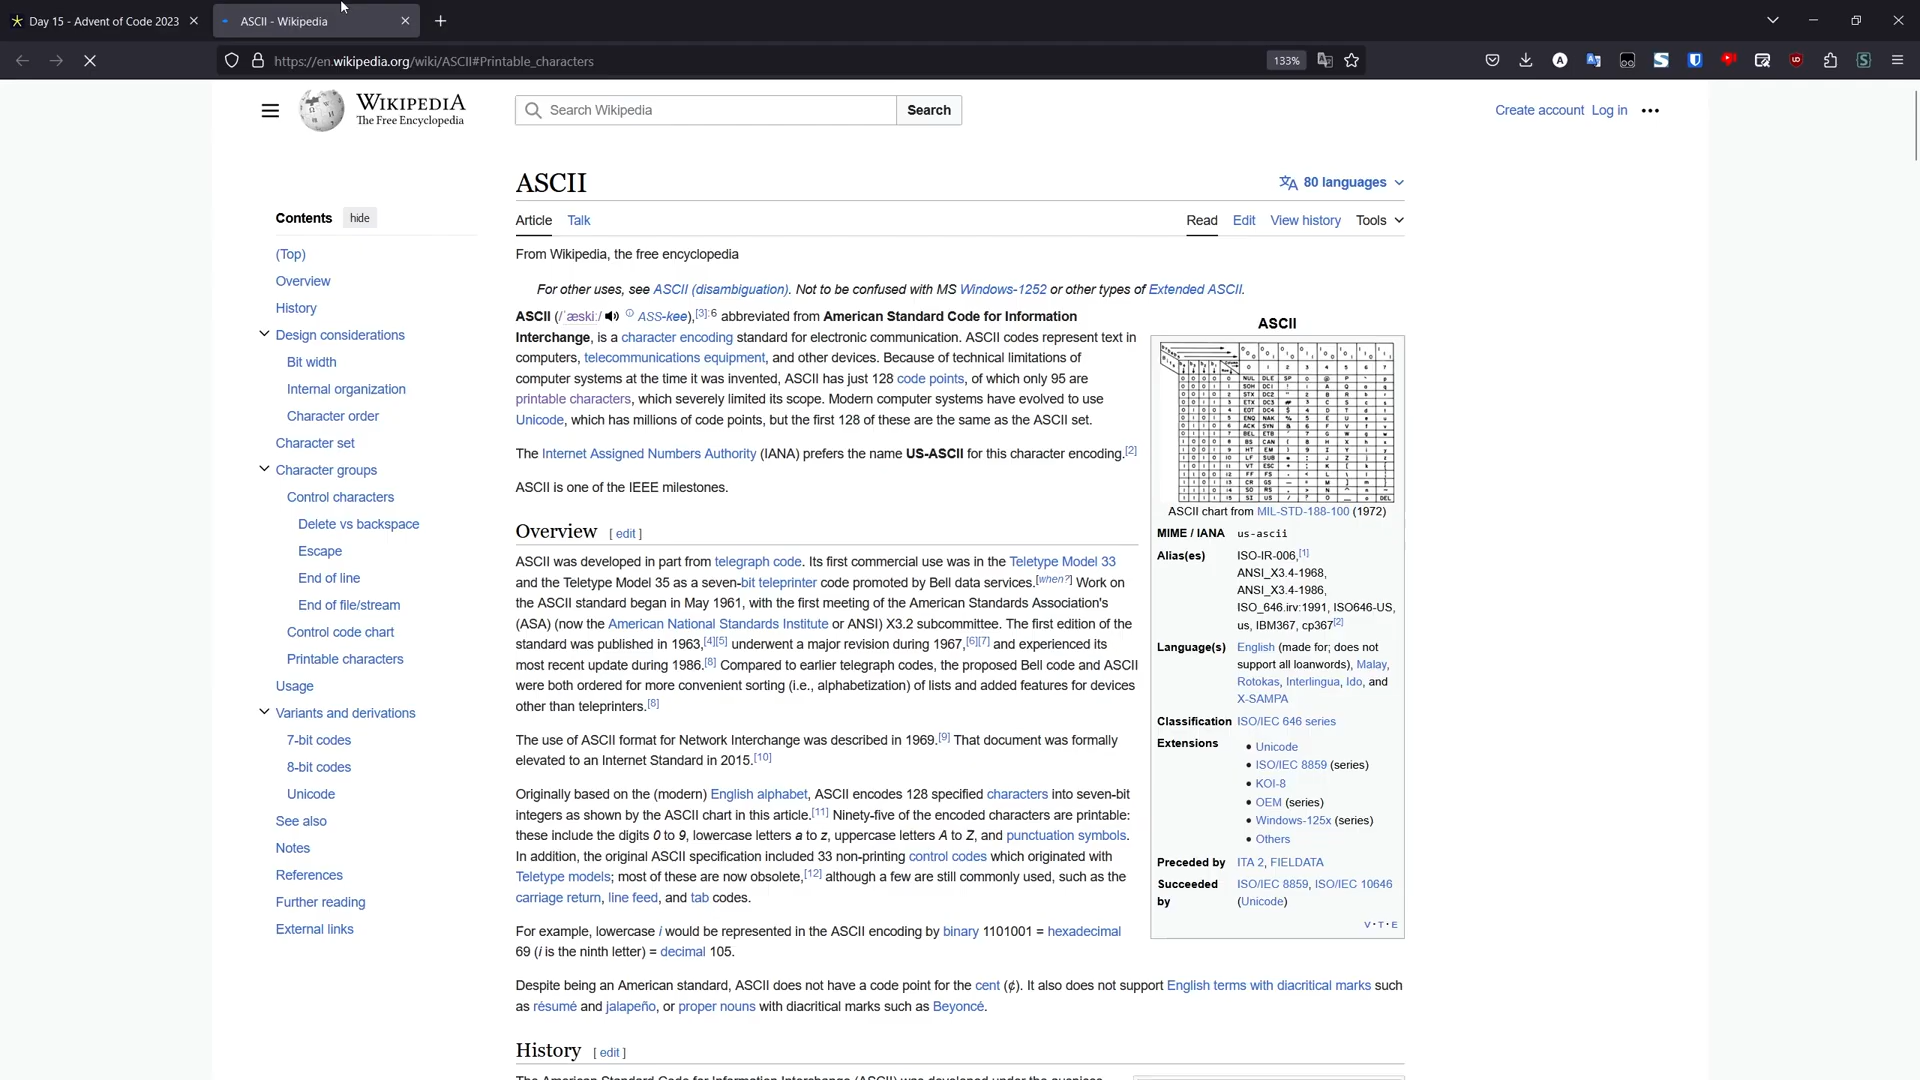 Day 15 - Advent of Code 2023
ASCII - Wikipedia
https://en.wikipedia.org/wiki/ASCII#Printable_characters
133%
WIKIPEDIA
The Free Encyclopedia
Search Wikipedia
Search
Create account Log in
ASCII
80 languages
Contents hide
(Top)
Overview
History
Design considerations
Bit width
Internal organization
Character order
Character set
Character groups
Control characters
Delete vs backspace
Escape
End of line
End of file/stream
Control code chart
Printable characters
Usage
Variants and derivations
7-bit codes
8-bit codes
Unicode
See also
Notes
References
Further reading
External links
Article Talk
Read Edit View history Tools
From Wikipedia, the free encyclopedia
For other uses, see ASCII (disambiguation). Not to be confused with MS Windows-1252 or other types of Extended ASCII.
ASCII (/ˈæskiː/ ASS-kee),[3]:6 abbreviated from American Standard Code for Information
Interchange, is a character encoding standard for electronic communication. ASCII codes represent text in
computers, telecommunications equipment, and other devices. Because of technical limitations of
computer systems at the time it was invented, ASCII has just 128 code points, of which only 95 are
printable characters, which severely limited its scope. Modern computer systems have evolved to use
Unicode, which has millions of code points, but the first 128 of these are the same as the ASCII set.
The Internet Assigned Numbers Authority (IANA) prefers the name US-ASCII for this character encoding.[2]
ASCII is one of the IEEE milestones.
Overview [ edit ]
ASCII was developed in part from telegraph code. Its first commercial use was in the Teletype Model 33
and the Teletype Model 35 as a seven-bit teleprinter code promoted by Bell data services.[when?] Work on
the ASCII standard began in May 1961, with the first meeting of the American Standards Association's
(ASA) (now the American National Standards Institute or ANSI) X3.2 subcommittee. The first edition of the
standard was published in 1963,[4][5] underwent a major revision during 1967,[6][7] and experienced its
most recent update during 1986.[8] Compared to earlier telegraph codes, the proposed Bell code and ASCII
were both ordered for more convenient sorting (i.e., alphabetization) of lists and added features for devices
other than teleprinters.[8]
The use of ASCII format for Network Interchange was described in 1969.[9] That document was formally
elevated to an Internet Standard in 2015.[10]
Originally based on the (modern) English alphabet, ASCII encodes 128 specified characters into seven-bit
integers as shown by the ASCII chart in this article.[11] Ninety-five of the encoded characters are printable:
these include the digits 0 to 9, lowercase letters a to z, uppercase letters A to Z, and punctuation symbols.
In addition, the original ASCII specification included 33 non-printing control codes which originated with
Teletype models; most of these are now obsolete,[12] although a few are still commonly used, such as the
carriage return, line feed, and tab codes.
For example, lowercase i would be represented in the ASCII encoding by binary 1101001 = hexadecimal
69 (i is the ninth letter) = decimal 105.
Despite being an American standard, ASCII does not have a code point for the cent (¢). It also does not support English terms with diacritical marks such
as résumé and jalapeño, or proper nouns with diacritical marks such as Beyoncé.
History [ edit ]
ASCII
ASCII chart from MIL-STD-188-100 (1972)
MIME / IANA us-ascii
Alias(es) ISO-IR-006,[1]
ANSI_X3.4-1968,
ANSI_X3.4-1986,
ISO_646.irv:1991, ISO646-US,
us, IBM367, cp367[2]
Language(s) English (made for; does not
support all loanwords), Malay,
Rotokas, Interlingua, Ido, and
X-SAMPA
Classification ISO/IEC 646 series
Extensions
Unicode
ISO/IEC 8859 (series)
KOI-8
OEM (series)
Windows-125x (series)
Others
Preceded by ITA 2, FIELDATA
Succeeded ISO/IEC 8859, ISO/IEC 10646
by (Unicode)
V · T · E